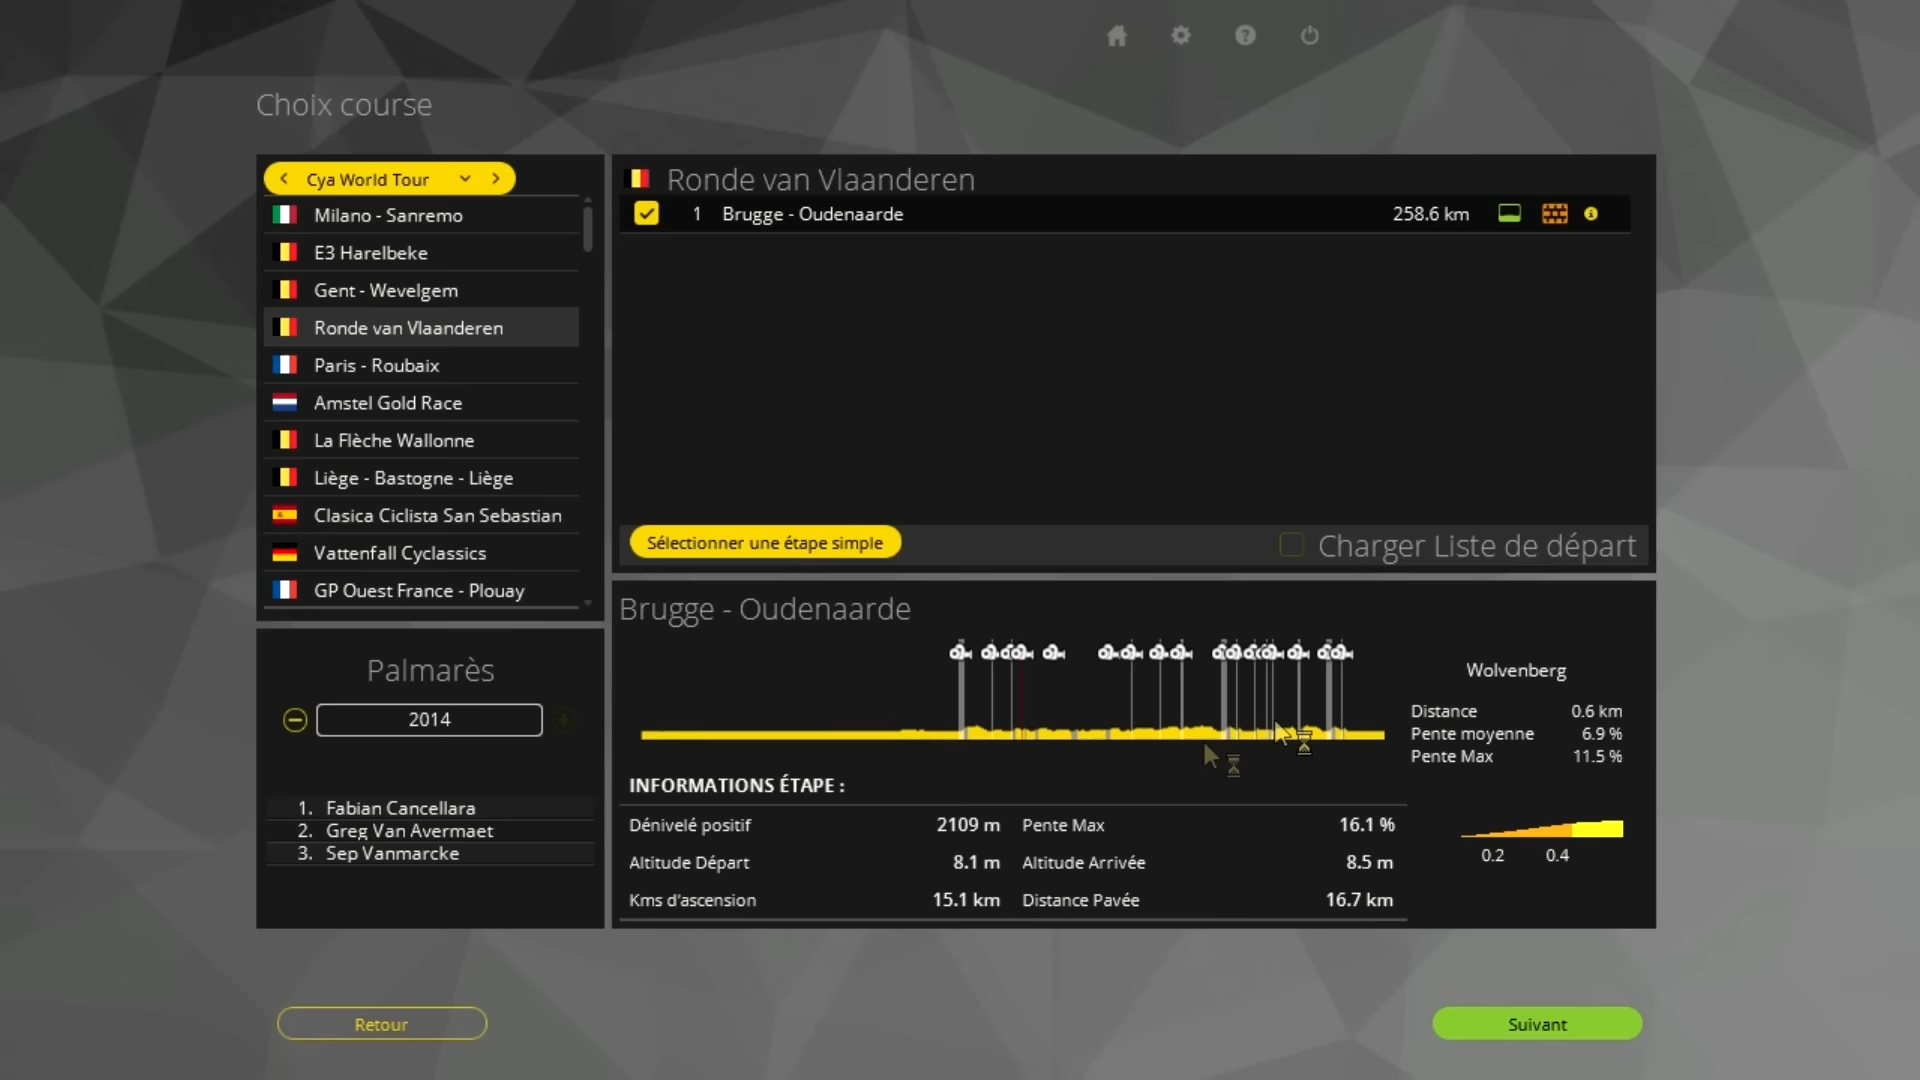 Choix course
Cya World Tour
Milano - Sanremo
E3 Harelbeke
Gent - Wevelgem
Ronde van Vlaanderen
Paris - Roubaix
Amstel Gold Race
La Flèche Wallonne
Liège - Bastogne - Liège
Clasica Ciclista San Sebastian
Vattenfall Cyclassics
GP Ouest France - Plouay
Ronde van Vlaanderen
1 Brugge - Oudenaarde 258.6 km
Sélectionner une étape simple
Charger Liste de départ
Palmarès
2014
1. Fabian Cancellara
2. Greg Van Avermaet
3. Sep Vanmarcke
Brugge - Oudenaarde
Wolvenberg
Distance 0.6 km
Pente moyenne 6.9 %
Pente Max 11.5 %
0.2 0.4
INFORMATIONS ÉTAPE :
Dénivelé positif 2109 m Pente Max 16.1 %
Altitude Départ 8.1 m Altitude Arrivée 8.5 m
Kms d'ascension 15.1 km Distance Pavée 16.7 km
Retour
Suivant